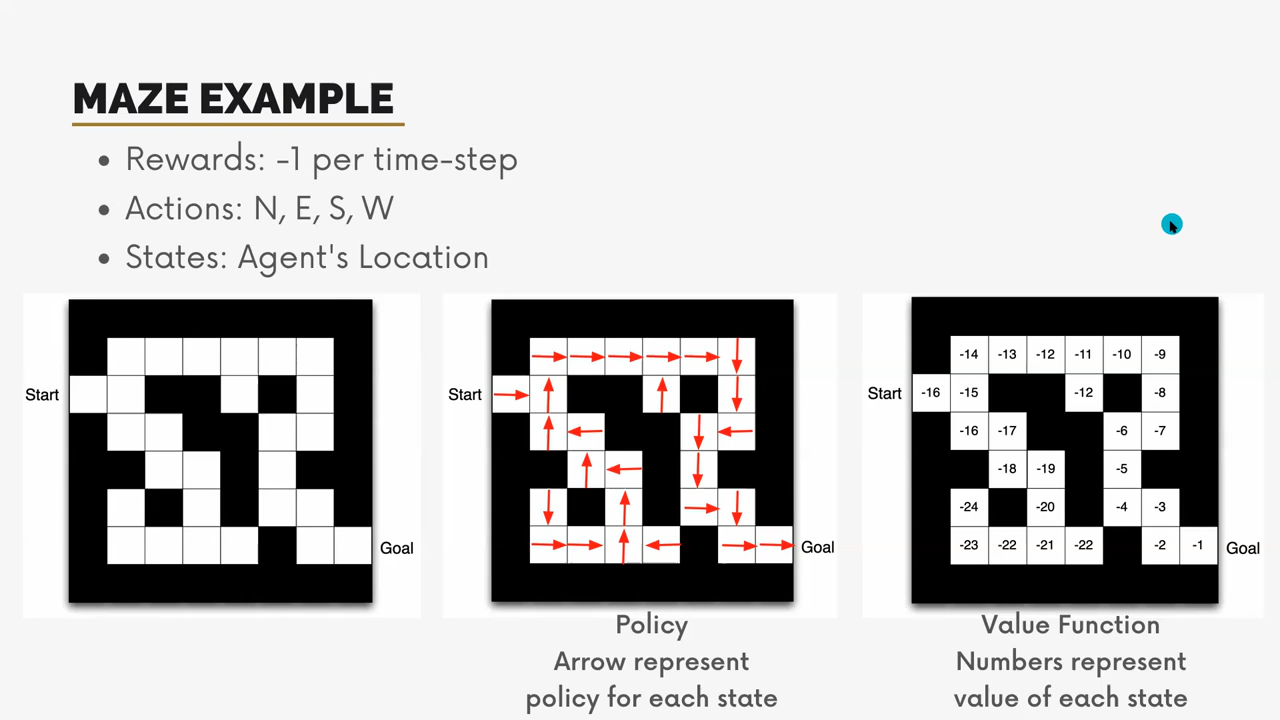 MAZE EXAMPLE
• Rewards: -1 per time-step
• Actions: N, E, S, W
• States: Agent's Location
Start
Goal
Start
Goal
Policy
Arrow represent
policy for each state
-14 -13 -12 -11 -10 -9
Start -16 -15 -12 -8
-16 -17 -6 -7
-18 -19 -5
-24 -20 -4 -3
-23 -22 -21 -22 -2 -1 Goal
Value Function
Numbers represent
value of each state